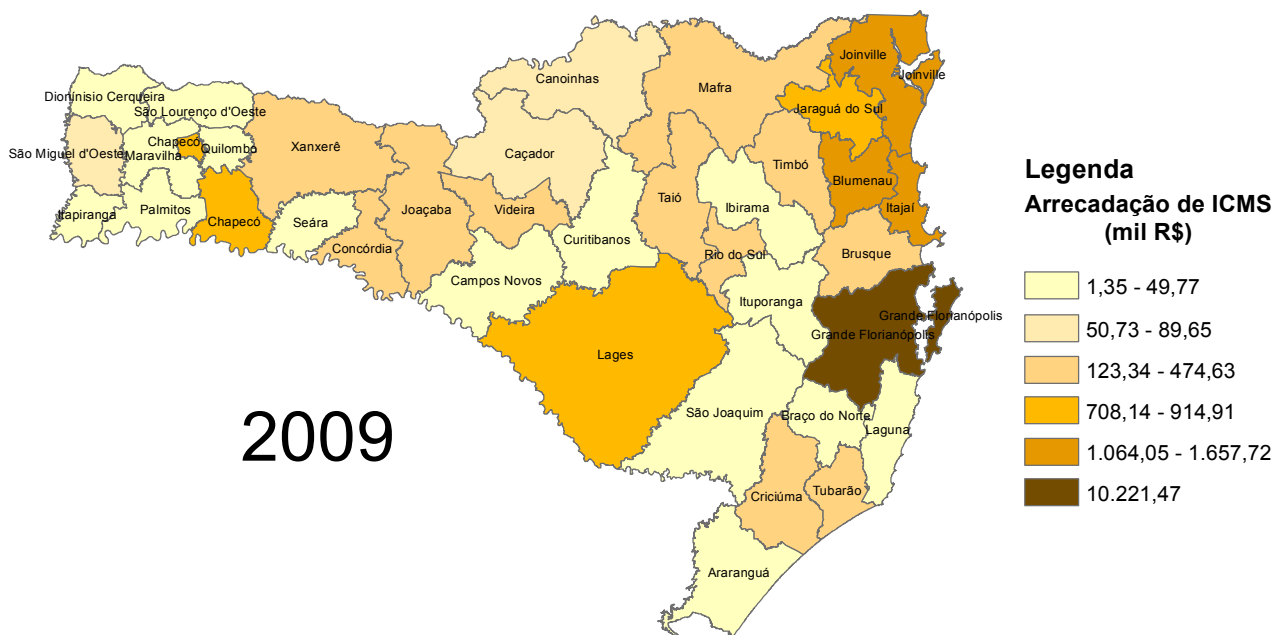 Joinville
Joinville
Canoinhas
Mafra
Dionínisio Cerqueira
Jaraguá do Sul
São Lourenço d'Oeste
Chapecó
Xanxerê
Quilombo
São Miguel d'Oeste
Maravilha
Caçador
Timbó
Blumenau
Taió
Itajaí
Palmitos
Joaçaba
Videira
Ibirama
Itapiranga
Chapecó
Seára
Curitibanos
Concórdia
Rio do Sul
Brusque
Campos Novos
Ituporanga
Grande Florianópolis
Grande Florianópolis
Lages
São Joaquim
Braço do Norte
Laguna
Criciúma
Tubarão
Araranguá
2009
Legenda
Arrecadação de ICMS
(mil R$)
1,35 - 49,77
50,73 - 89,65
123,34 - 474,63
708,14 - 914,91
1.064,05 - 1.657,72
10.221,47